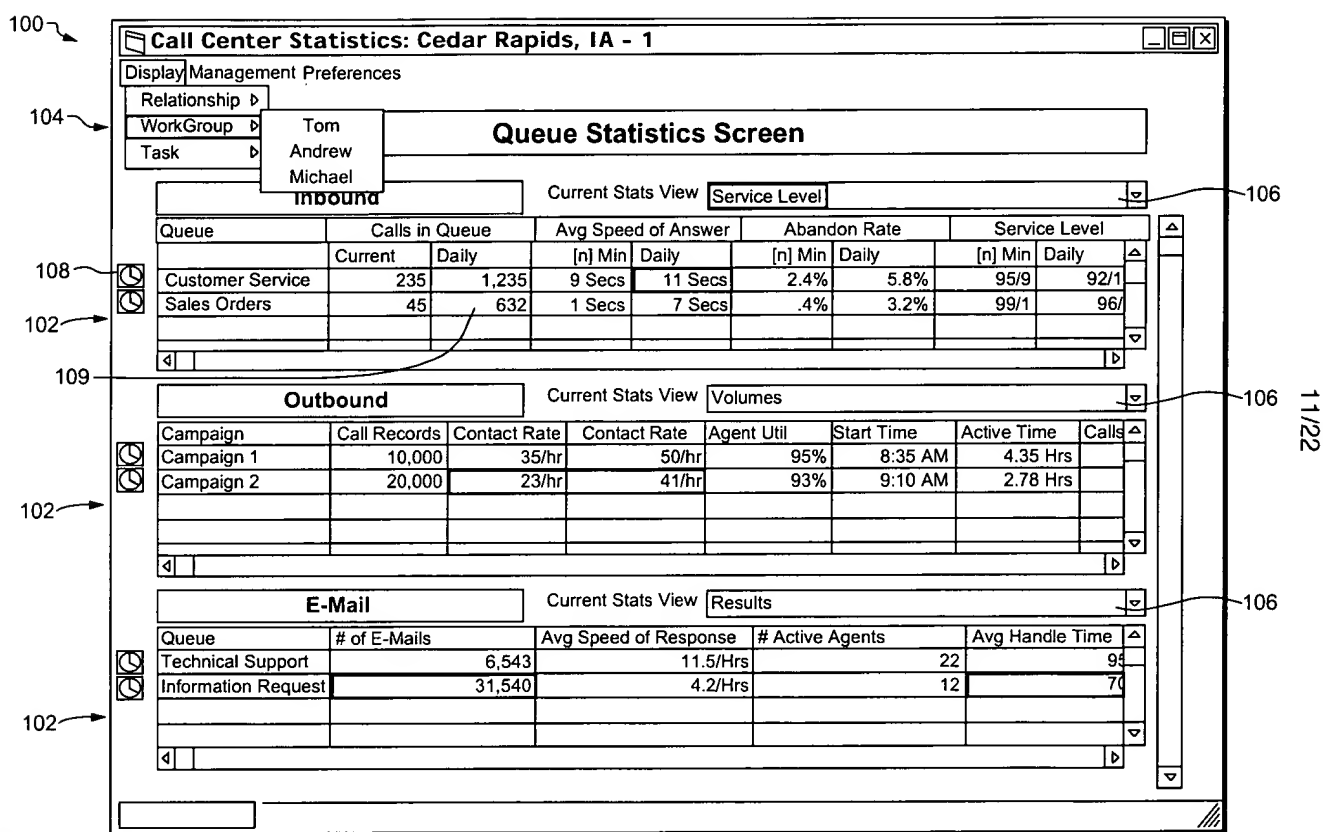 100
Call Center Statistics: Cedar Rapids, IA - 1
Display Management Preferences
Relationship
104
WorkGroup
Task
Tom
Andrew
Michael
Queue Statistics Screen
Inbound
Current Stats View
Service Level
106
Queue
Calls in Queue
Avg Speed of Answer
Abandon Rate
Service Level
Current
Daily
[n] Min
Daily
[n] Min
Daily
[n] Min
Daily
108
Customer Service 235 1,235 9 Secs 11 Secs 2.4% 5.8% 95/9 92/1
Sales Orders 45 632 1 Secs 7 Secs .4% 3.2% 99/1 96/
102
109
Outbound
Current Stats View
Volumes
106
11/22
Campaign Call Records Contact Rate Contact Rate Agent Util Start Time Active Time Calls
Campaign 1 10,000 35/hr 50/hr 95% 8:35 AM 4.35 Hrs
Campaign 2 20,000 23/hr 41/hr 93% 9:10 AM 2.78 Hrs
102
E-Mail
Current Stats View
Results
106
Queue # of E-Mails Avg Speed of Response # Active Agents Avg Handle Time
Technical Support 6,543 11.5/Hrs 22 95
Information Request 31,540 4.2/Hrs 12 70
102